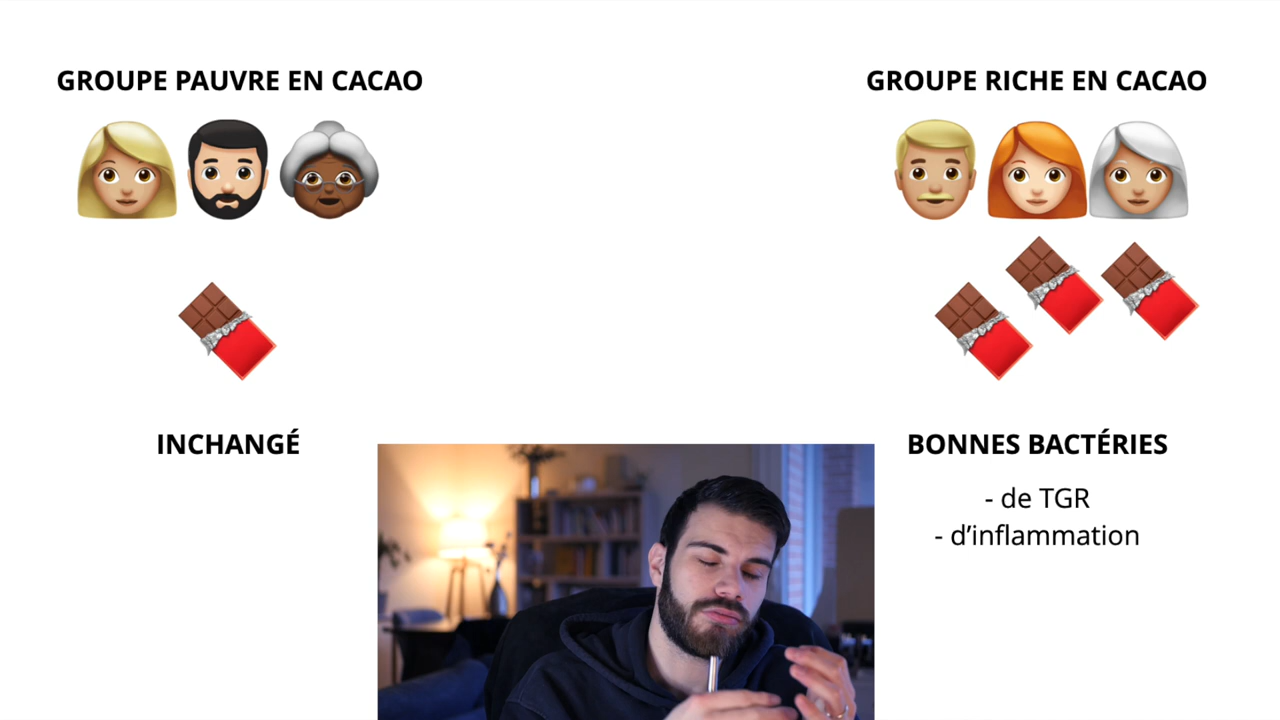 GROUPE PAUVRE EN CACAO
GROUPE RICHE EN CACAO
INCHANGÉ
BONNES BACTÉRIES
- de TGR
- d’inflammation